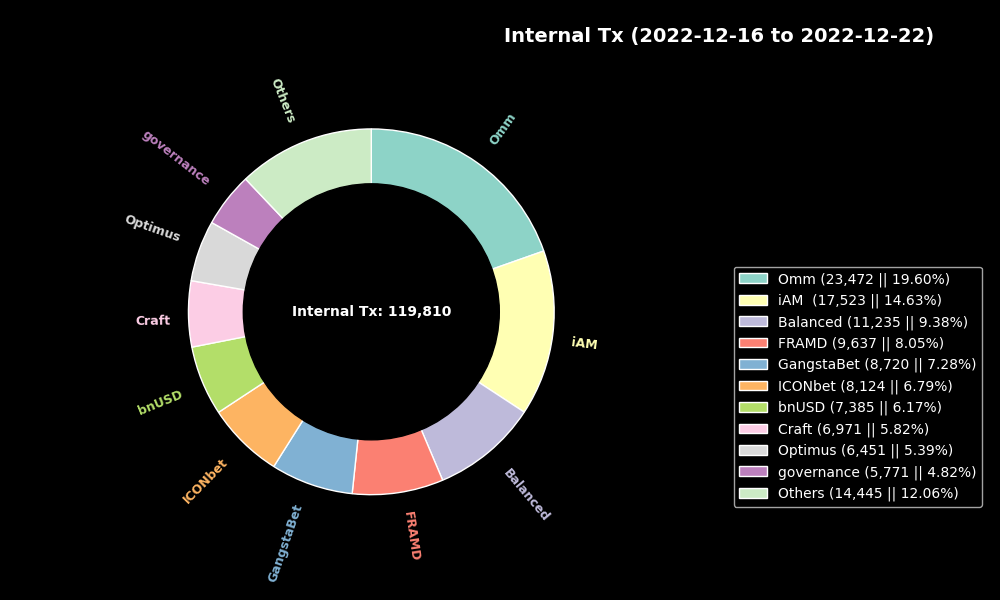 Internal Tx (2022-12-16 to 2022-12-22)
Others
Omm
governance
Optimus
Craft
Internal Tx: 119,810
iAM
bnUSD
ICONbet
Balanced
GangstaBet
FRAMD
Omm (23,472 || 19.60%)
iAM  (17,523 || 14.63%)
Balanced (11,235 || 9.38%)
FRAMD (9,637 || 8.05%)
GangstaBet (8,720 || 7.28%)
ICONbet (8,124 || 6.79%)
bnUSD (7,385 || 6.17%)
Craft (6,971 || 5.82%)
Optimus (6,451 || 5.39%)
governance (5,771 || 4.82%)
Others (14,445 || 12.06%)